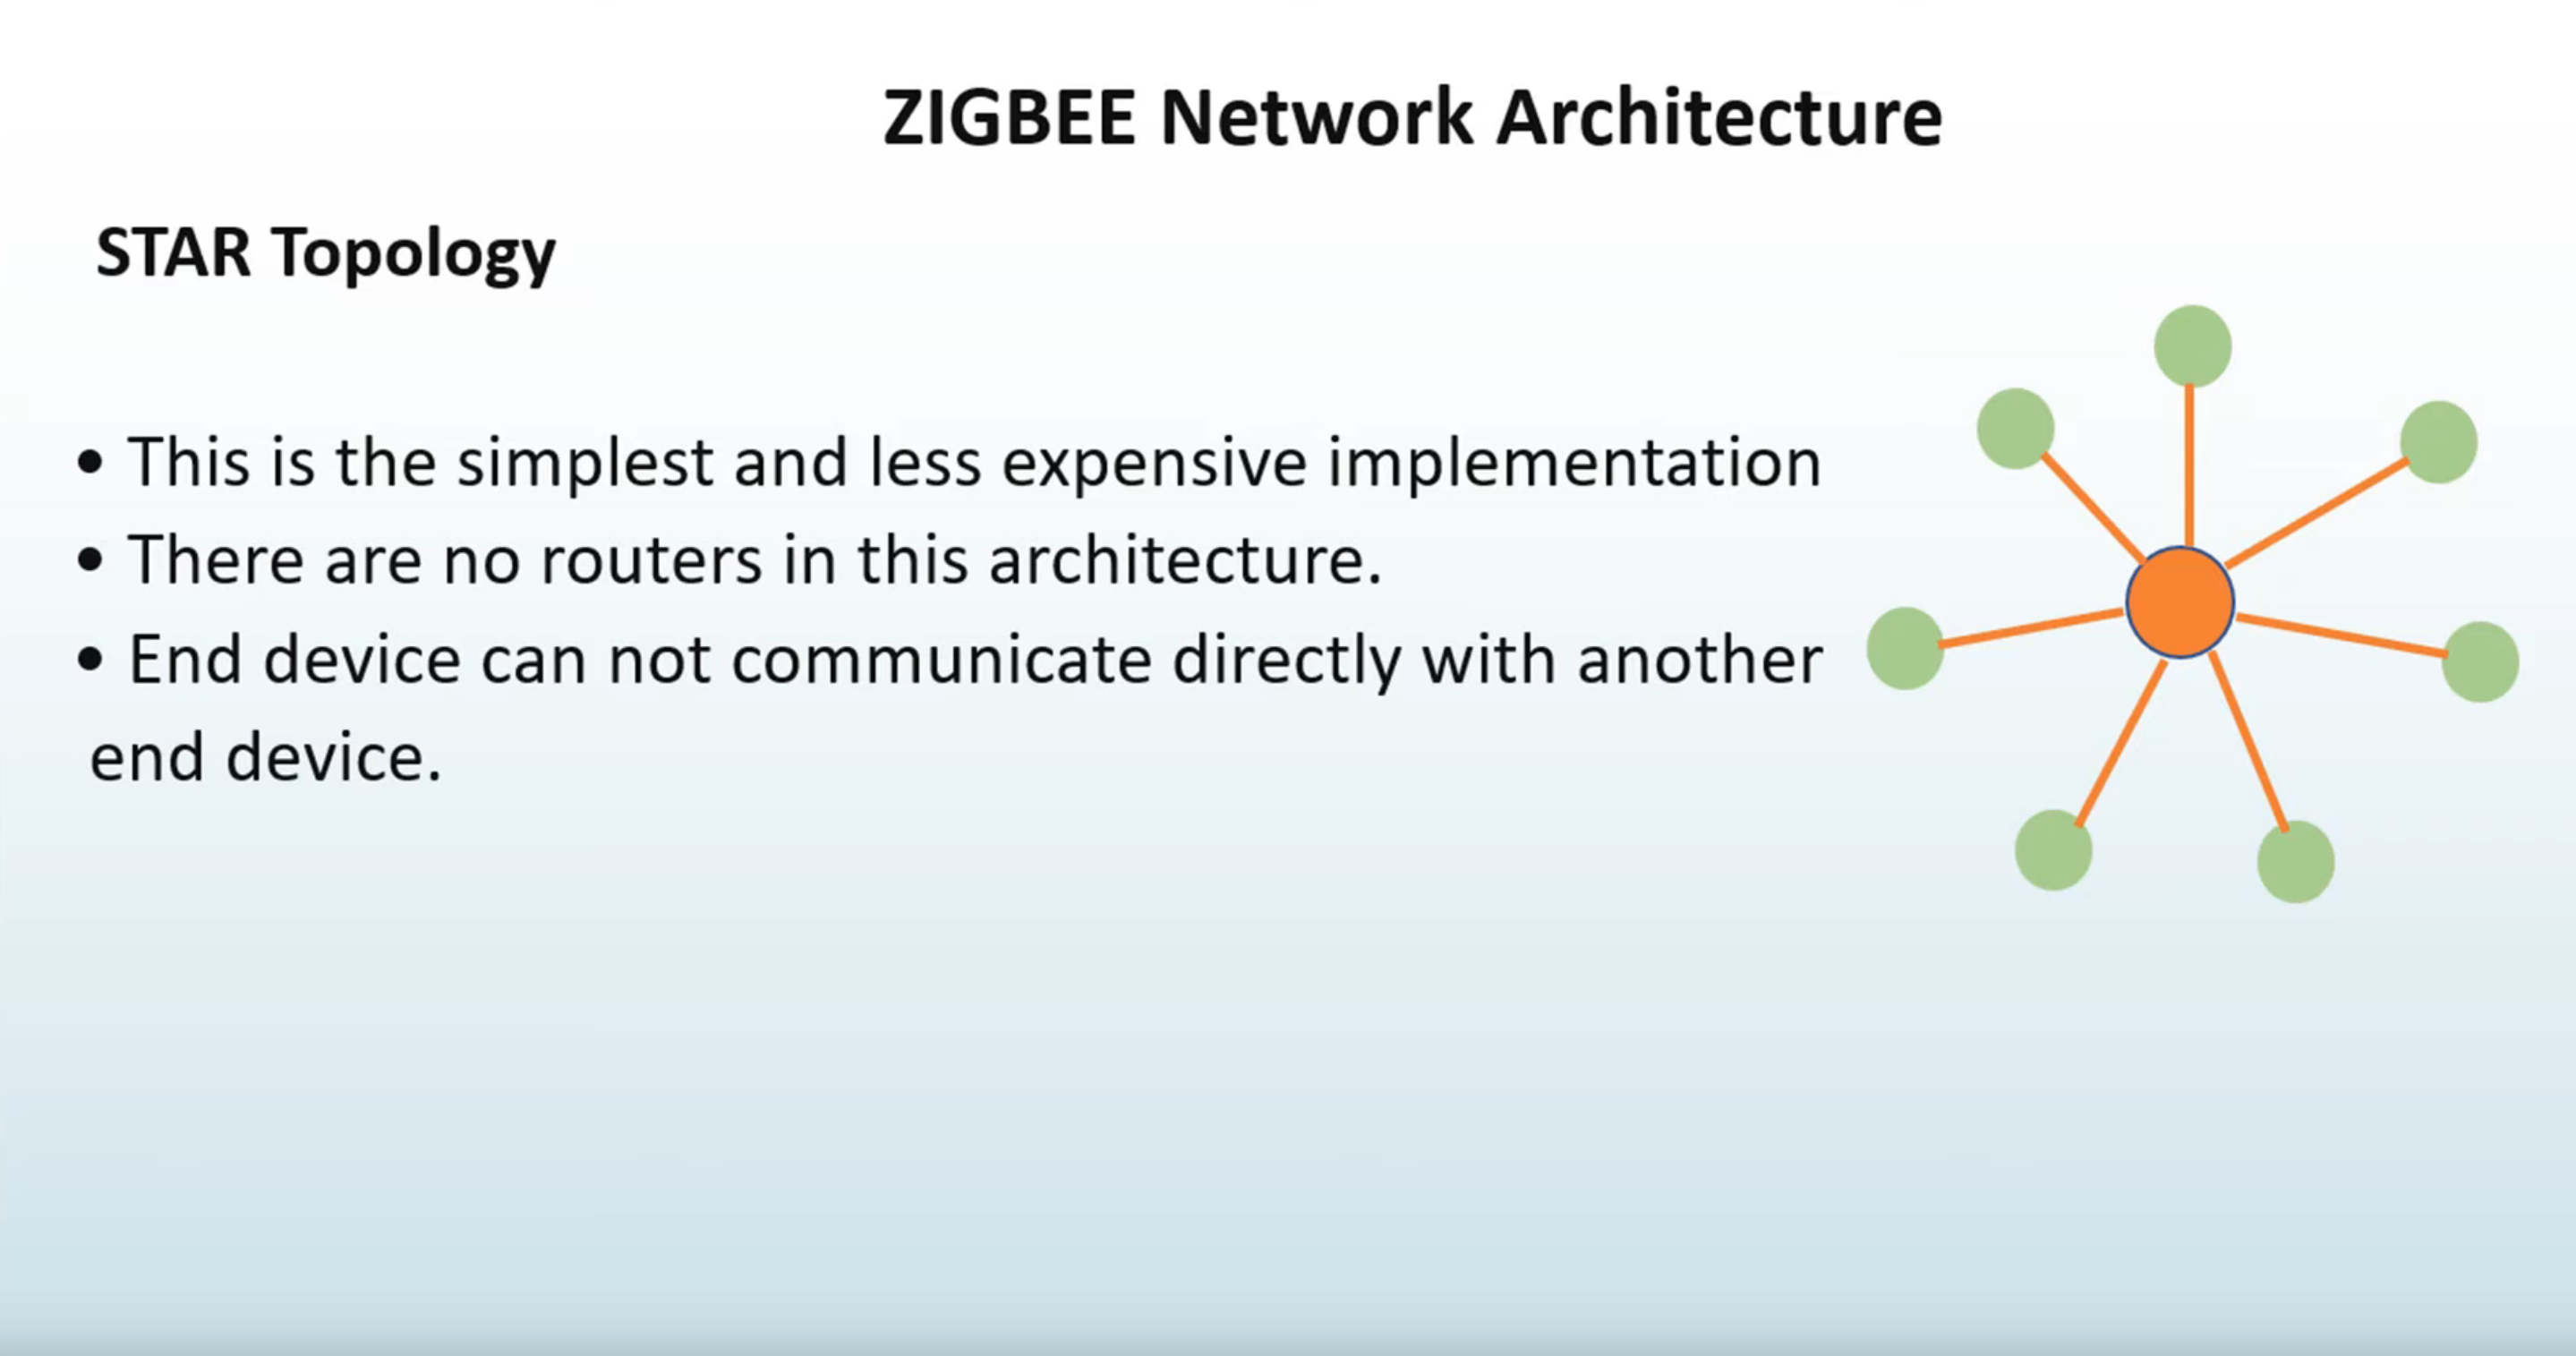 ZIGBEE Network Architecture
STAR Topology
• This is the simplest and less expensive implementation
• There are no routers in this architecture.
• End device can not communicate directly with another
end device.